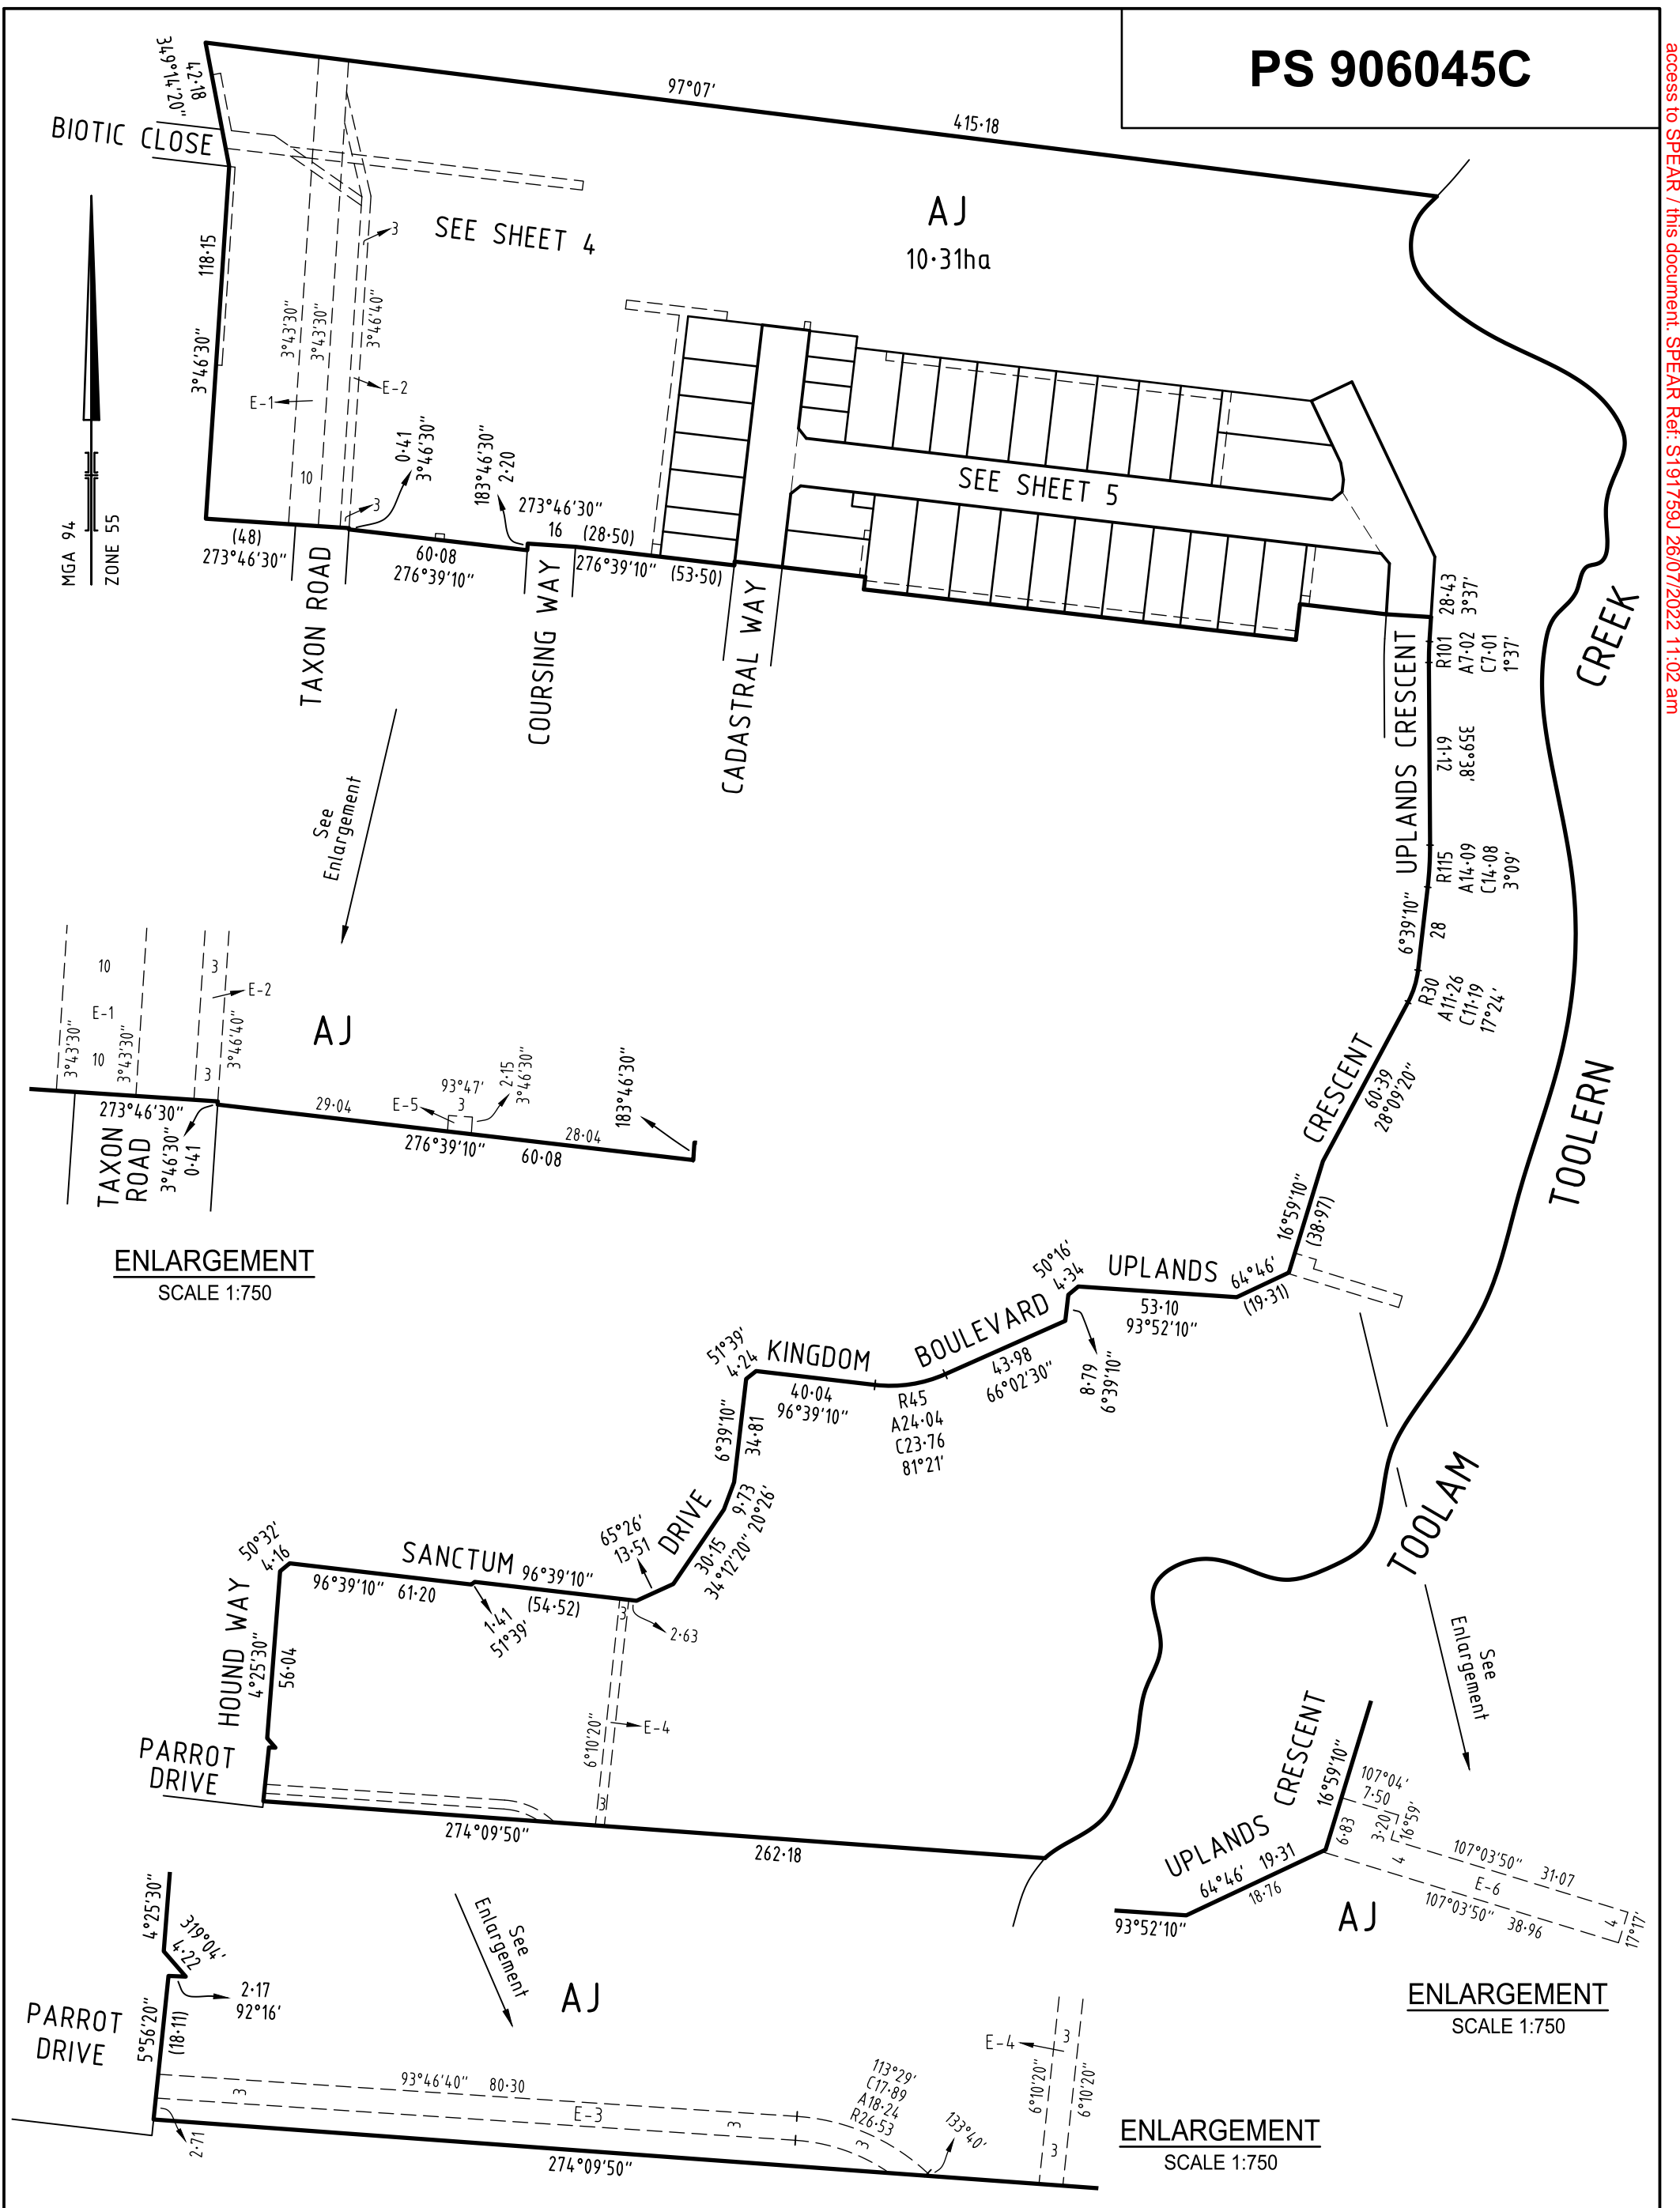 PS 906045C
access to SPEAR / this document. SPEAR Ref: S191759J 26/07/2022 11:02 am
349°14'20"
42·18
BIOTIC CLOSE
97°07'
415·18
AJ
10·31ha
SEE SHEET 4
3
118·15
3°46'30"
3°43'30"
3°43'30"
3°46'40"
E-1
E-2
10
3
0·41
3°46'30"
MGA 94
ZONE 55
(48)
273°46'30"
TAXON ROAD
60·08
276°39'10"
183°46'30"
2·20
273°46'30"
16
(28·50)
276°39'10"
(53·50)
COURSING WAY
CADASTRAL WAY
SEE SHEET 5
28·43
3°37'
R101
A7·02
C7·01
1°37'
UPLANDS CRESCENT
61·12
359°38'
R115
A14·09
C14·08
3°09'
6°39'10"
28
R30
A11·26
C11·19
17°24'
CRESCENT
60·39
28°09'20"
16°59'10"
(38·97)
CREEK
TOOLERN
TOOLAM
See
Enlargement
10
E-1
10
3°43'30"
3°43'30"
3
E-2
3
3°46'40"
AJ
273°46'30"
TAXON
ROAD
3°46'30"
0·41
29·04
E-5
93°47'
3
2·15
3°46'30"
276°39'10"
60·08
28·04
183°46'30"
ENLARGEMENT
SCALE 1:750
50°16'
4·34
UPLANDS
53·10
93°52'10"
64°46'
(19·31)
8·79
6°39'10"
BOULEVARD
43·98
66°02'30"
51°39'
4·24
KINGDOM
40·04
96°39'10"
R45
A24·04
C23·76
81°21'
6°39'10"
34·81
9·73
20°26'
DRIVE
30·15
34°12'20"
65°26'
13·51
50°32'
4·16
SANCTUM
96°39'10"
61·20
96°39'10"
(54·52)
1·41
51°39'
3
2·63
HOUND WAY
4°25'30"
56·04
E-4
6°10'20"
3
PARROT
DRIVE
274°09'50"
262·18
See
Enlargement
UPLANDS
CRESCENT
16°59'10"
107°04'
7·50
3·20
16°59'
6·83
4
107°03'50"
31·07
E-6
107°03'50"
38·96
4
17°17'
64°46'
19·31
18·76
93°52'10"
AJ
ENLARGEMENT
SCALE 1:750
4°25'30"
319°04'
4·22
2·17
92°16'
PARROT
DRIVE
5°56'20"
(18·11)
See
Enlargement
AJ
93°46'40"
80·30
3
E-3
3
3
113°29'
C17·89
A18·24
R26·53
133°40'
2·71
274°09'50"
E-4
3
6°10'20"
6°10'20"
3
ENLARGEMENT
SCALE 1:750